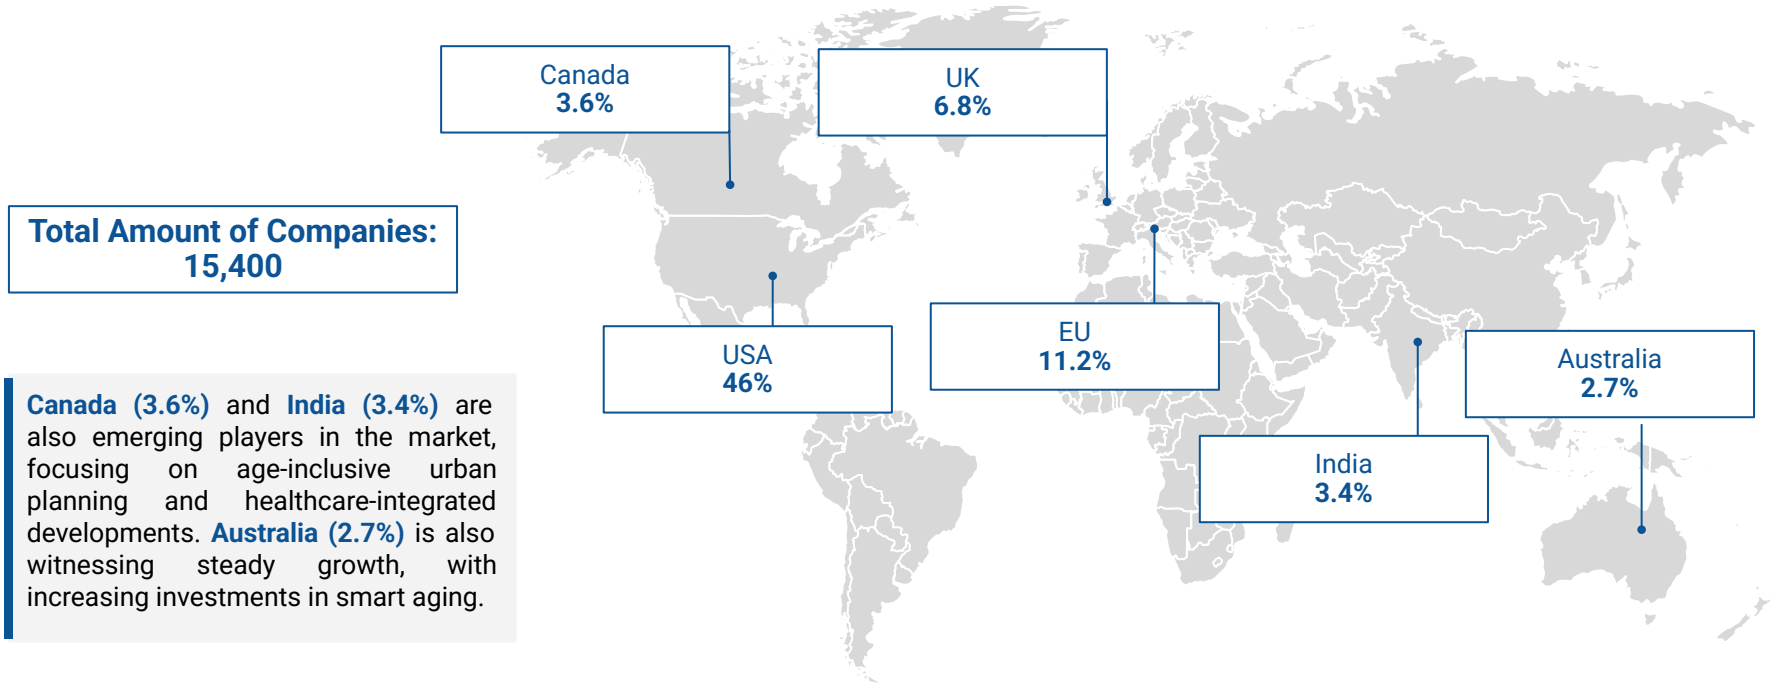 Canada
3.6%
UK
6.8%
Total Amount of Companies:
15,400
USA
46%
EU
11.2%
Australia
2.7%
India
3.4%
Canada (3.6%) and India (3.4%) are
also emerging players in the market,
focusing on age-inclusive urban
planning and healthcare-integrated
developments. Australia (2.7%) is also
witnessing steady growth, with
increasing investments in smart aging.